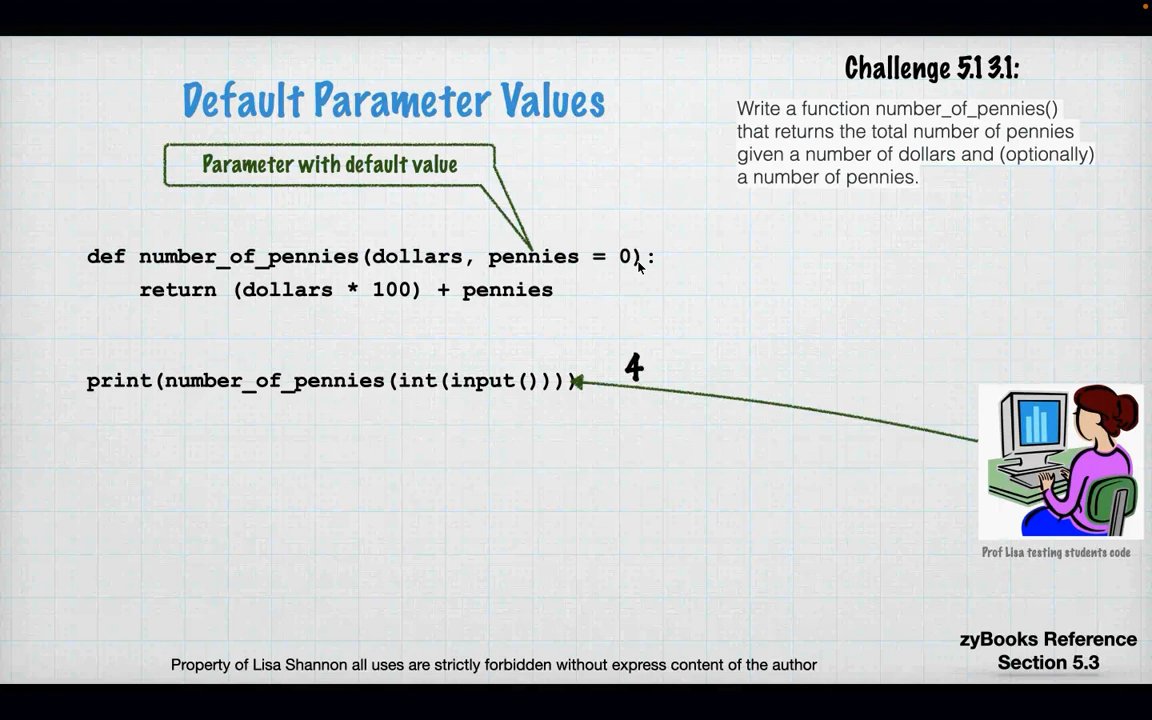 Challenge 5.13.1:
Default Parameter Values
Write a function number_of_pennies()
that returns the total number of pennies
given a number of dollars and (optionally)
a number of pennies.
Parameter with default value
def number_of_pennies(dollars, pennies = 0):
return (dollars * 100) + pennies
4
print(number_of_pennies(int(input())))
Prof Lisa testing students code
zyBooks Reference
Section 5.3
Property of Lisa Shannon all uses are strictly forbidden without express content of the author